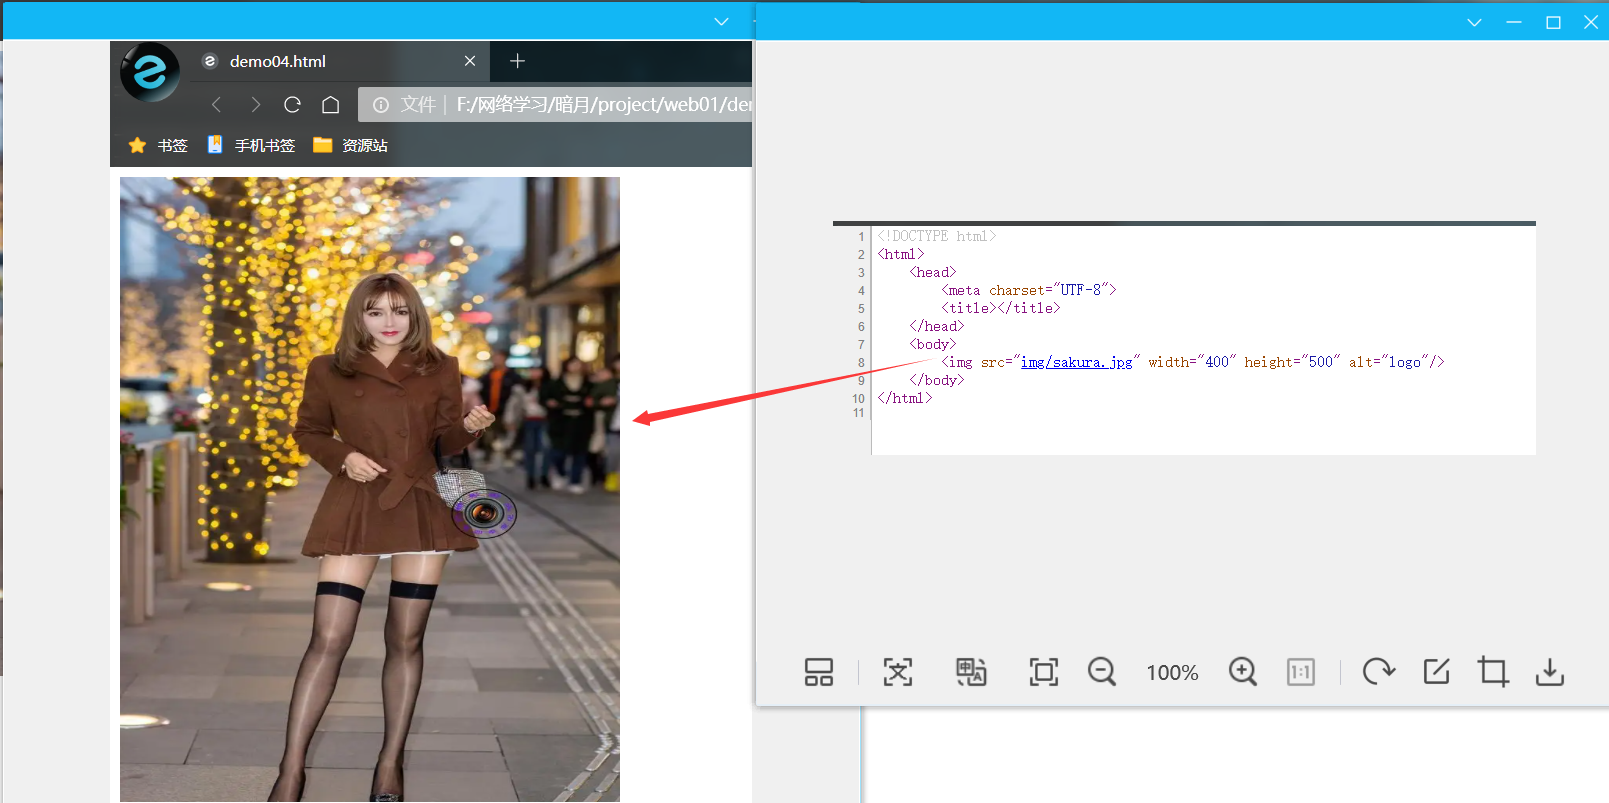 demo04.html
文件 | F:/网络学习/暗月/project/web01/der
书签 手机书签 资源站
1 <!DOCTYPE html>
2 <html>
3 <head>
4 <meta charset="UTF-8">
5 <title></title>
6 </head>
7 <body>
8 <img src="img/sakura.jpg" width="400" height="500" alt="logo"/>
9 </body>
10 </html>
11
中 A
100%
1:1